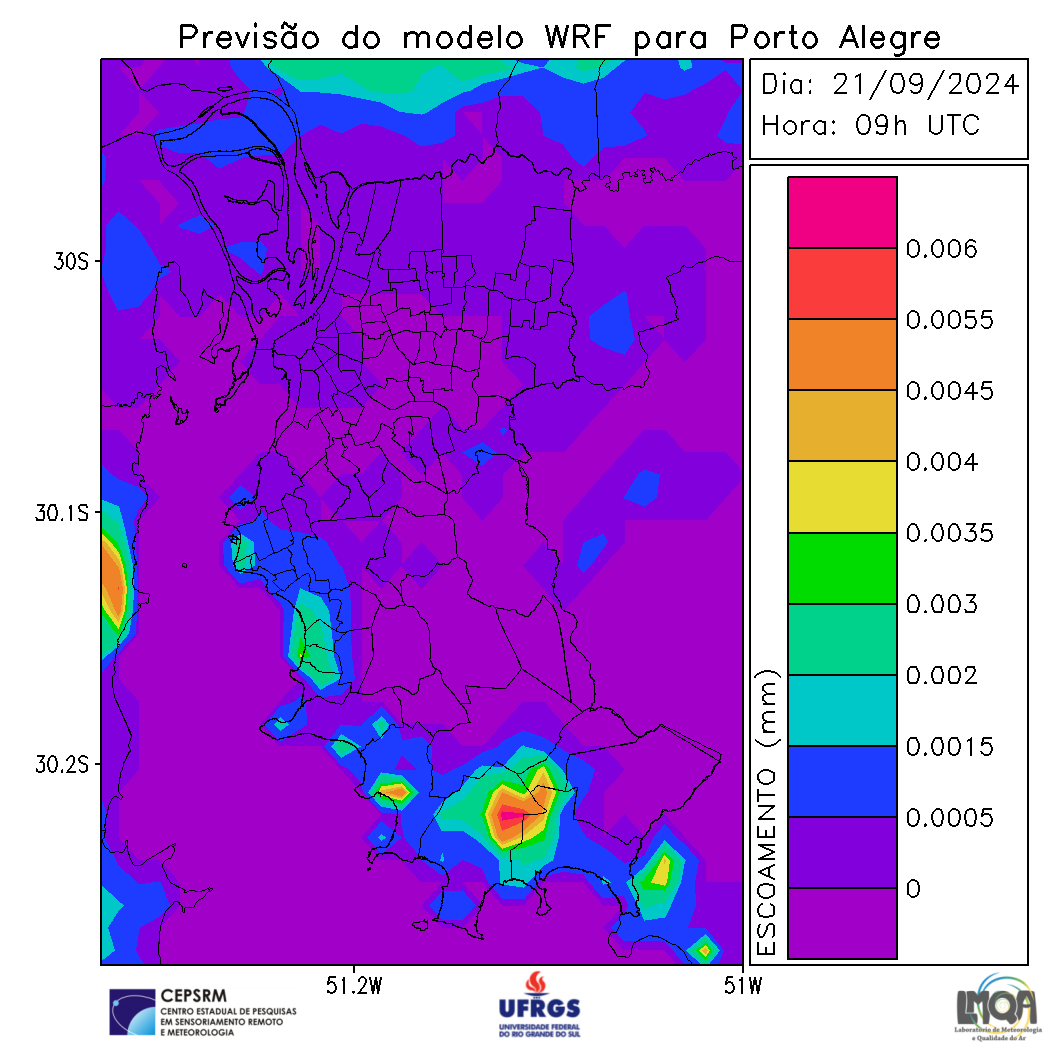 Previsão do modelo WRF para Porto Alegre
Dia: 21/09/2024
Hora: 09h UTC
30S
30.1S
30.2S
51.2W
51W
ESCOAMENTO (mm)
0.006
0.0055
0.0045
0.004
0.0035
0.003
0.002
0.0015
0.0005
0
CEPSRM
CENTRO ESTADUAL DE PESQUISAS
EM SENSORIAMENTO REMOTO
E METEOROLOGIA
UFRGS
UNIVERSIDADE FEDERAL
DO RIO GRANDE DO SUL
LMQA
Laboratório de Meteorologia
e Qualidade do Ar